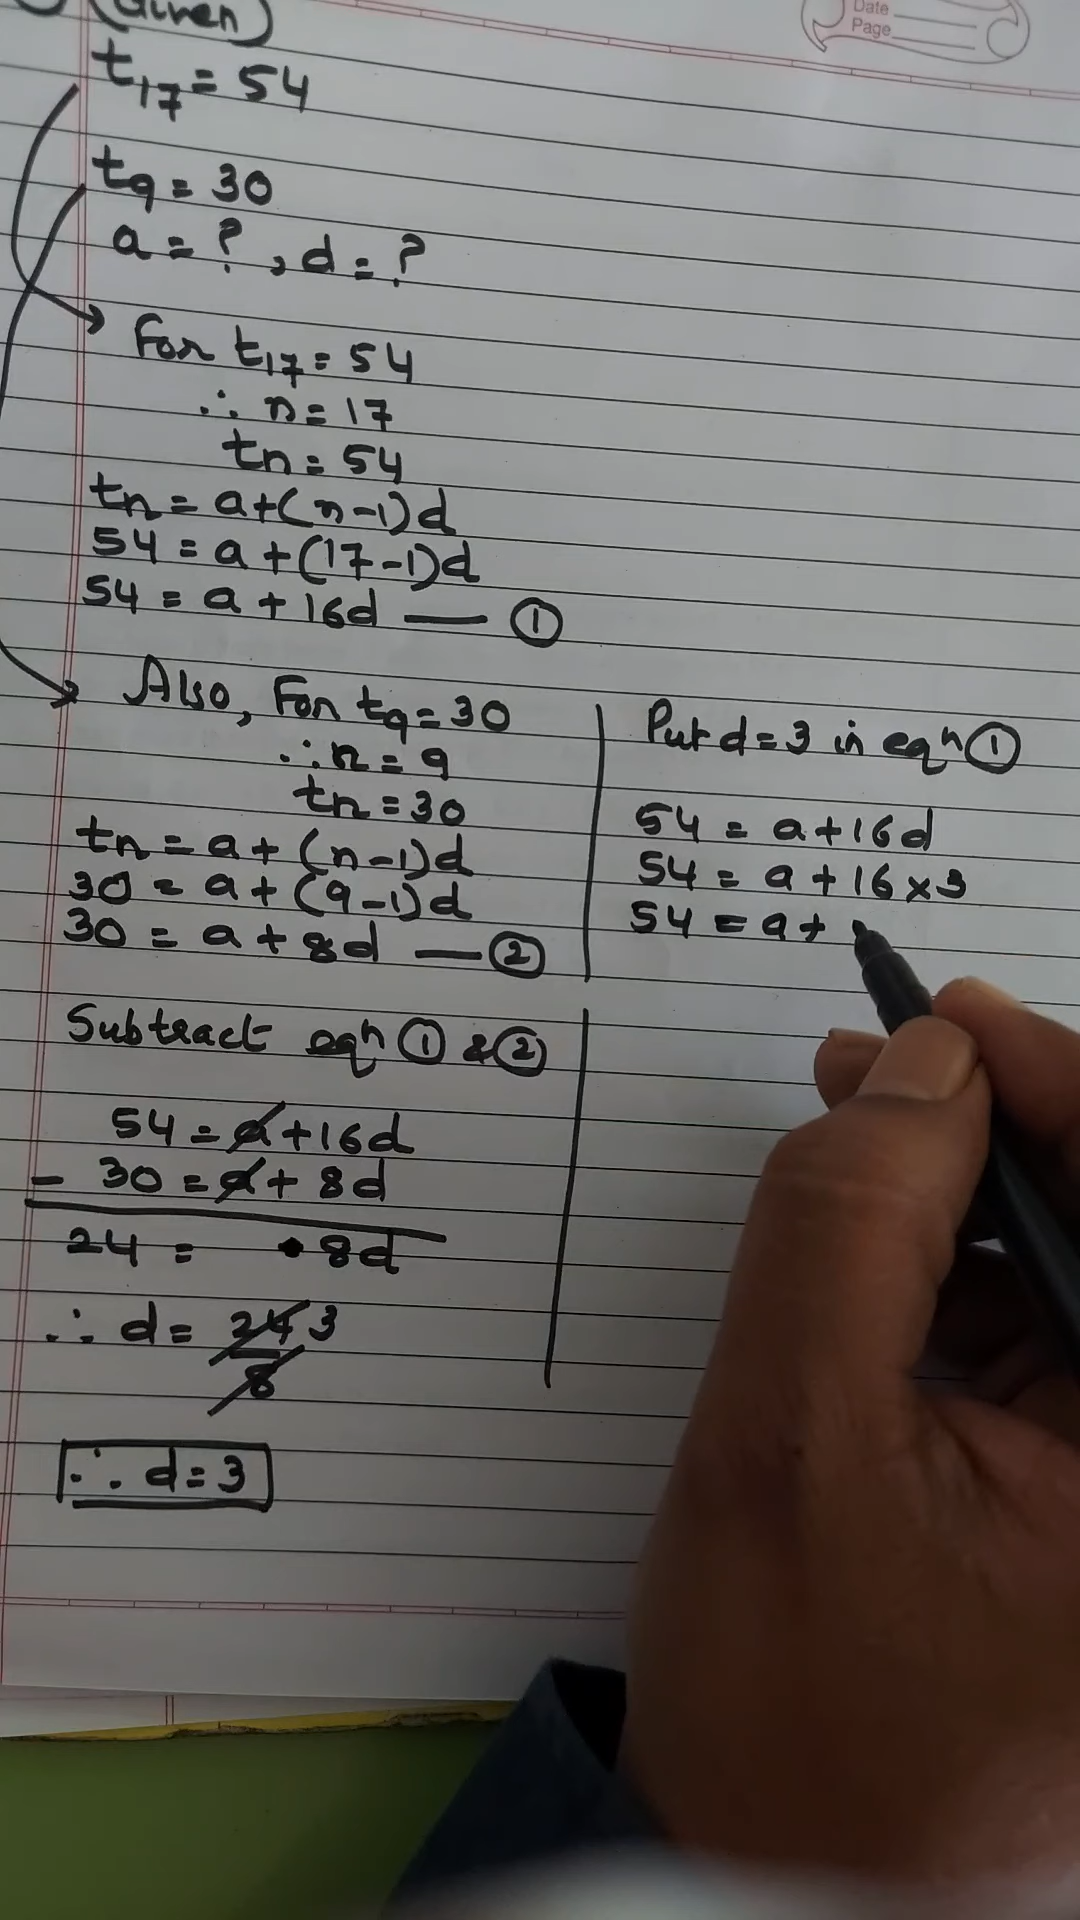 (Given)
Date
Page
t17 = 54
t9 = 30
a = ? , d = ?
For t17 = 54
∴ n = 17
tn = 54
tn = a+(n-1)d
54 = a+(17-1)d
54 = a + 16d — ①
Also, For t9 = 30
∴ n = 9
tn = 30
tn = a + (n-1)d
30 = a + (9-1)d
30 = a + 8d — ②
Subtract eqn ① & ②
54 = a + 16d
- 30 = a + 8d
24 = 8d
∴ d = 24 3
8
∴ d = 3
Put d = 3 in eqn ①
54 = a + 16d
54 = a + 16 × 3
54 = a +